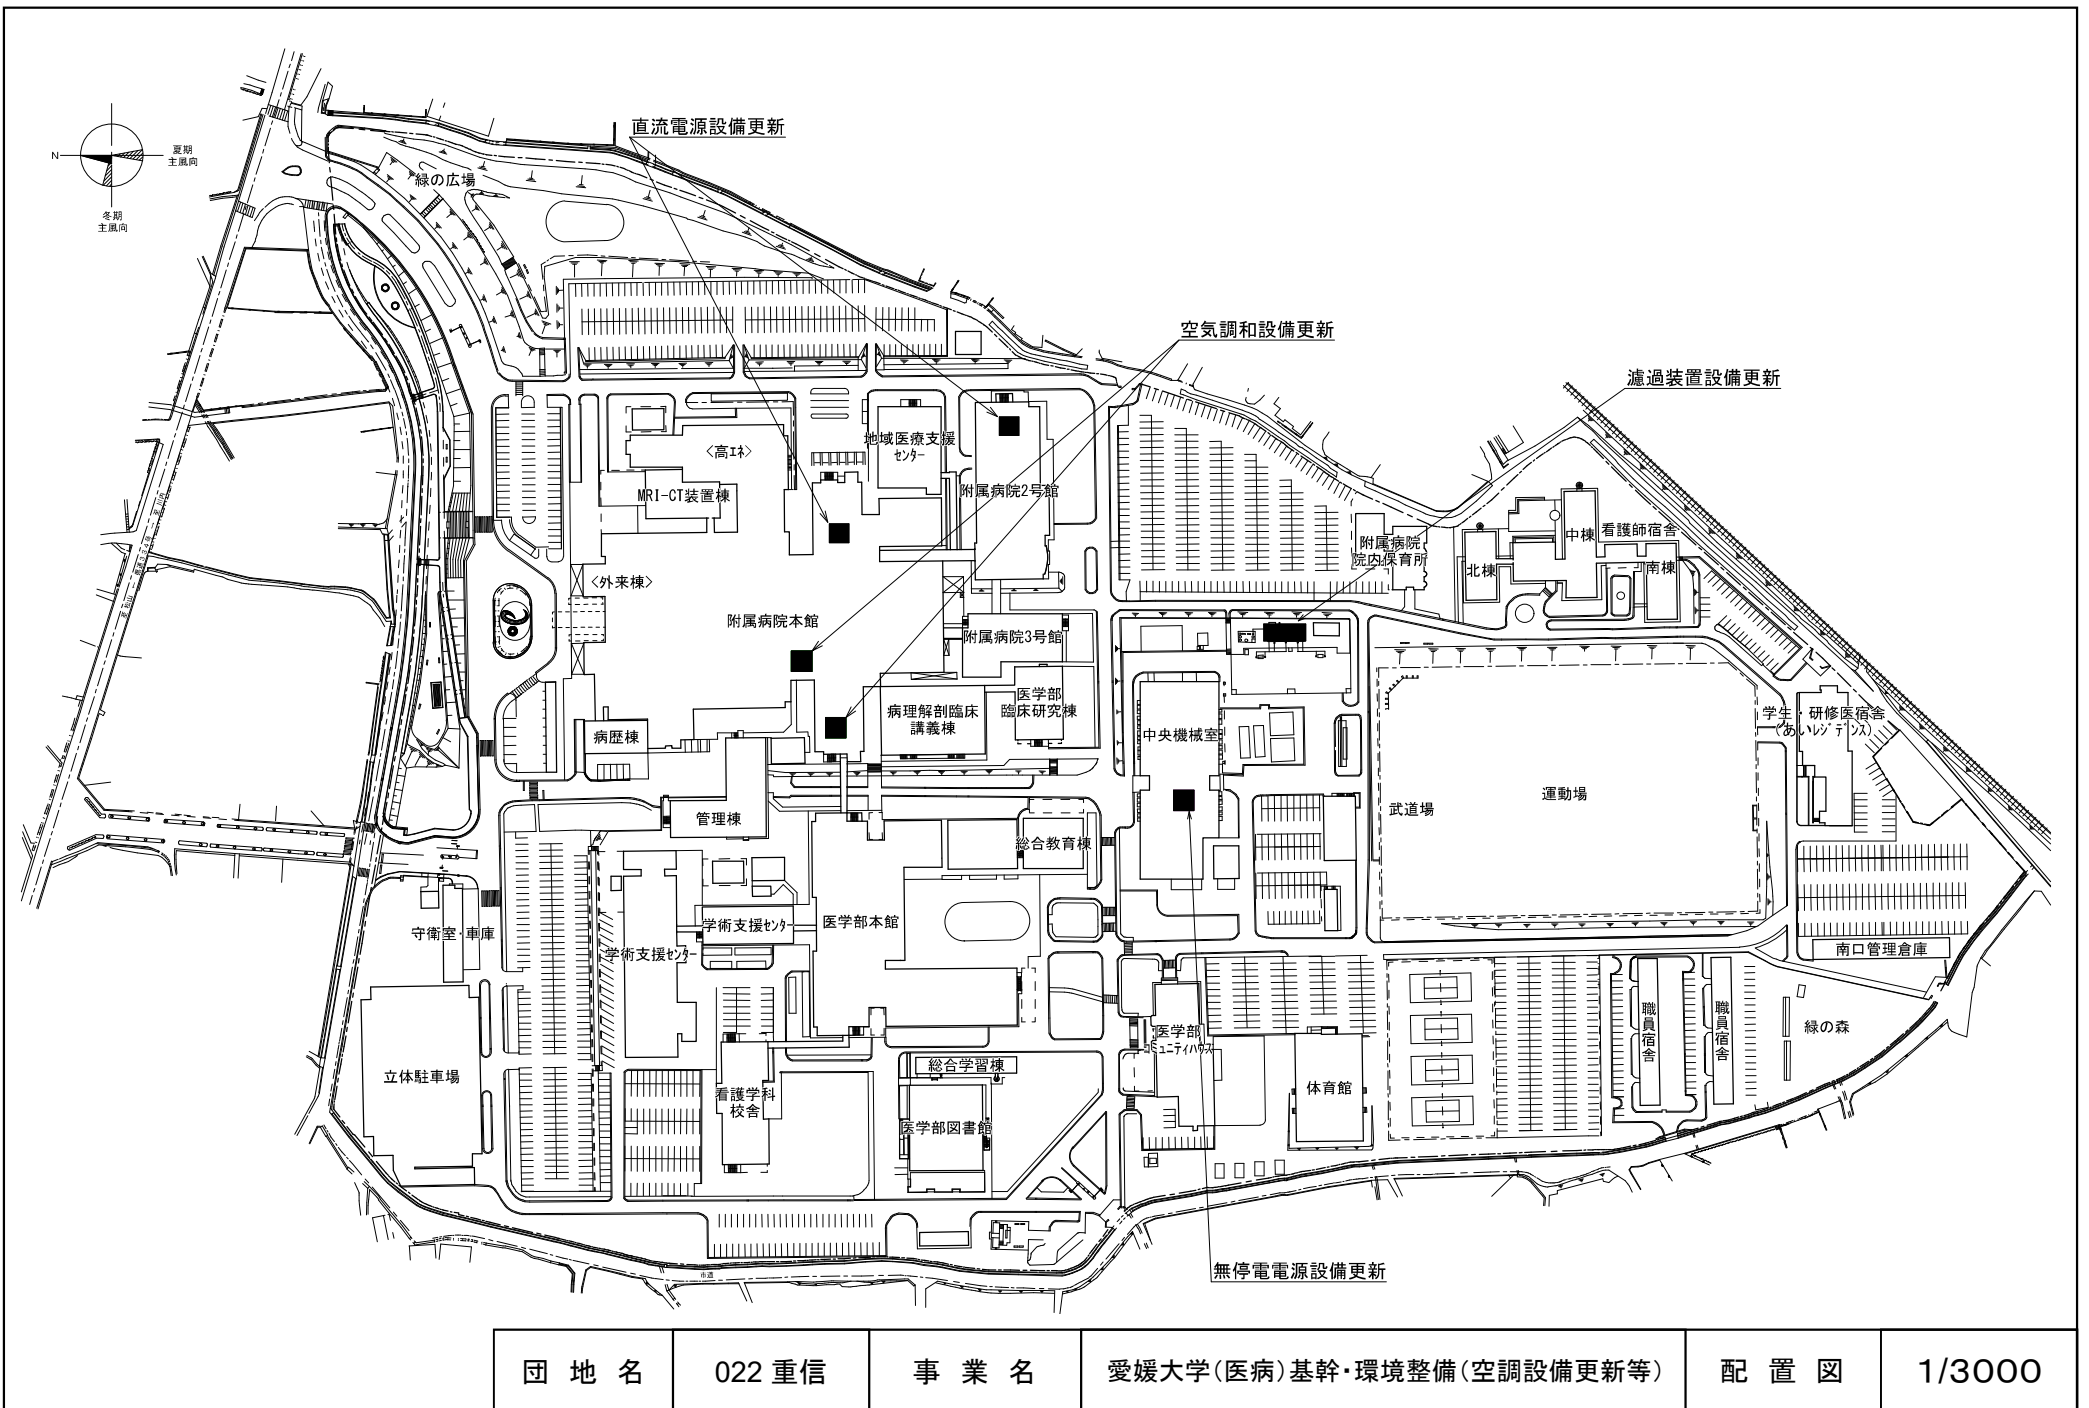 直流電源設備更新
N
夏期
主風向
緑の広場
冬期
主風向
空気調和設備更新
濾過装置設備更新
地域医療支援
センター
<高エネ>
MRI-CT装置棟
附属病院2号館
看護師宿舎
中棟
附属病院
院内保育所
北棟
南棟
<外来棟>
附属病院本館
附属病院3号館
医学部
臨床研究棟
病理解剖臨床
講義棟
学生・研修医宿舎
(あいレジデンス)
病歴棟
中央機械室
運動場
武道場
管理棟
総合教育棟
学術支援センター
医学部本館
守衛室・車庫
学術支援センター
南口管理倉庫
職員宿舎
職員宿舎
緑の森
医学部
コミュニティハウス
総合学習棟
立体駐車場
体育館
看護学科
校舎
医学部図書館
市道
無停電電源設備更新
団地名
022 重信
事業名
愛媛大学(医病)基幹・環境整備(空調設備更新等)
配置図
1/3000